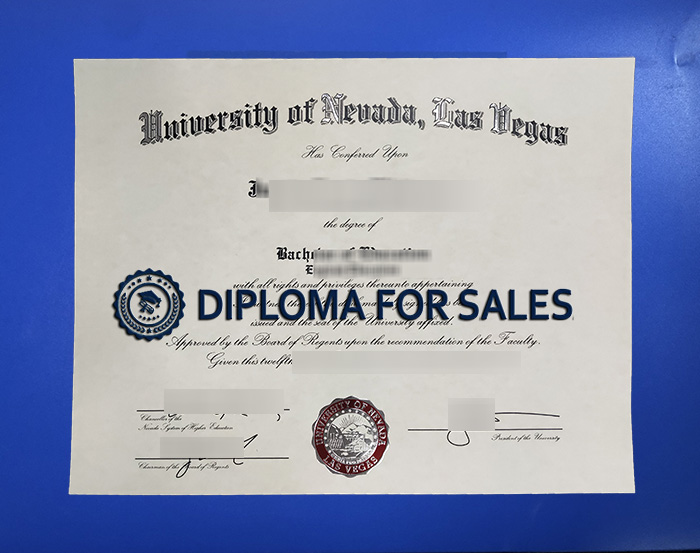 University of Nevada, Las Vegas
Has Conferred Upon
the degree of
Bachelor of Education
with all rights and privileges thereunto appertaining
DIPLOMA FOR SALES
issued and the seal of the University affixed.
Approved by the Board of Regents upon the recommendation of the Faculty.
Given this twelfth
Chancellor of the
Nevada System of Higher Education
Chairman of the Board of Regents
UNIVERSITY OF NEVADA
LAS VEGAS
President of the University